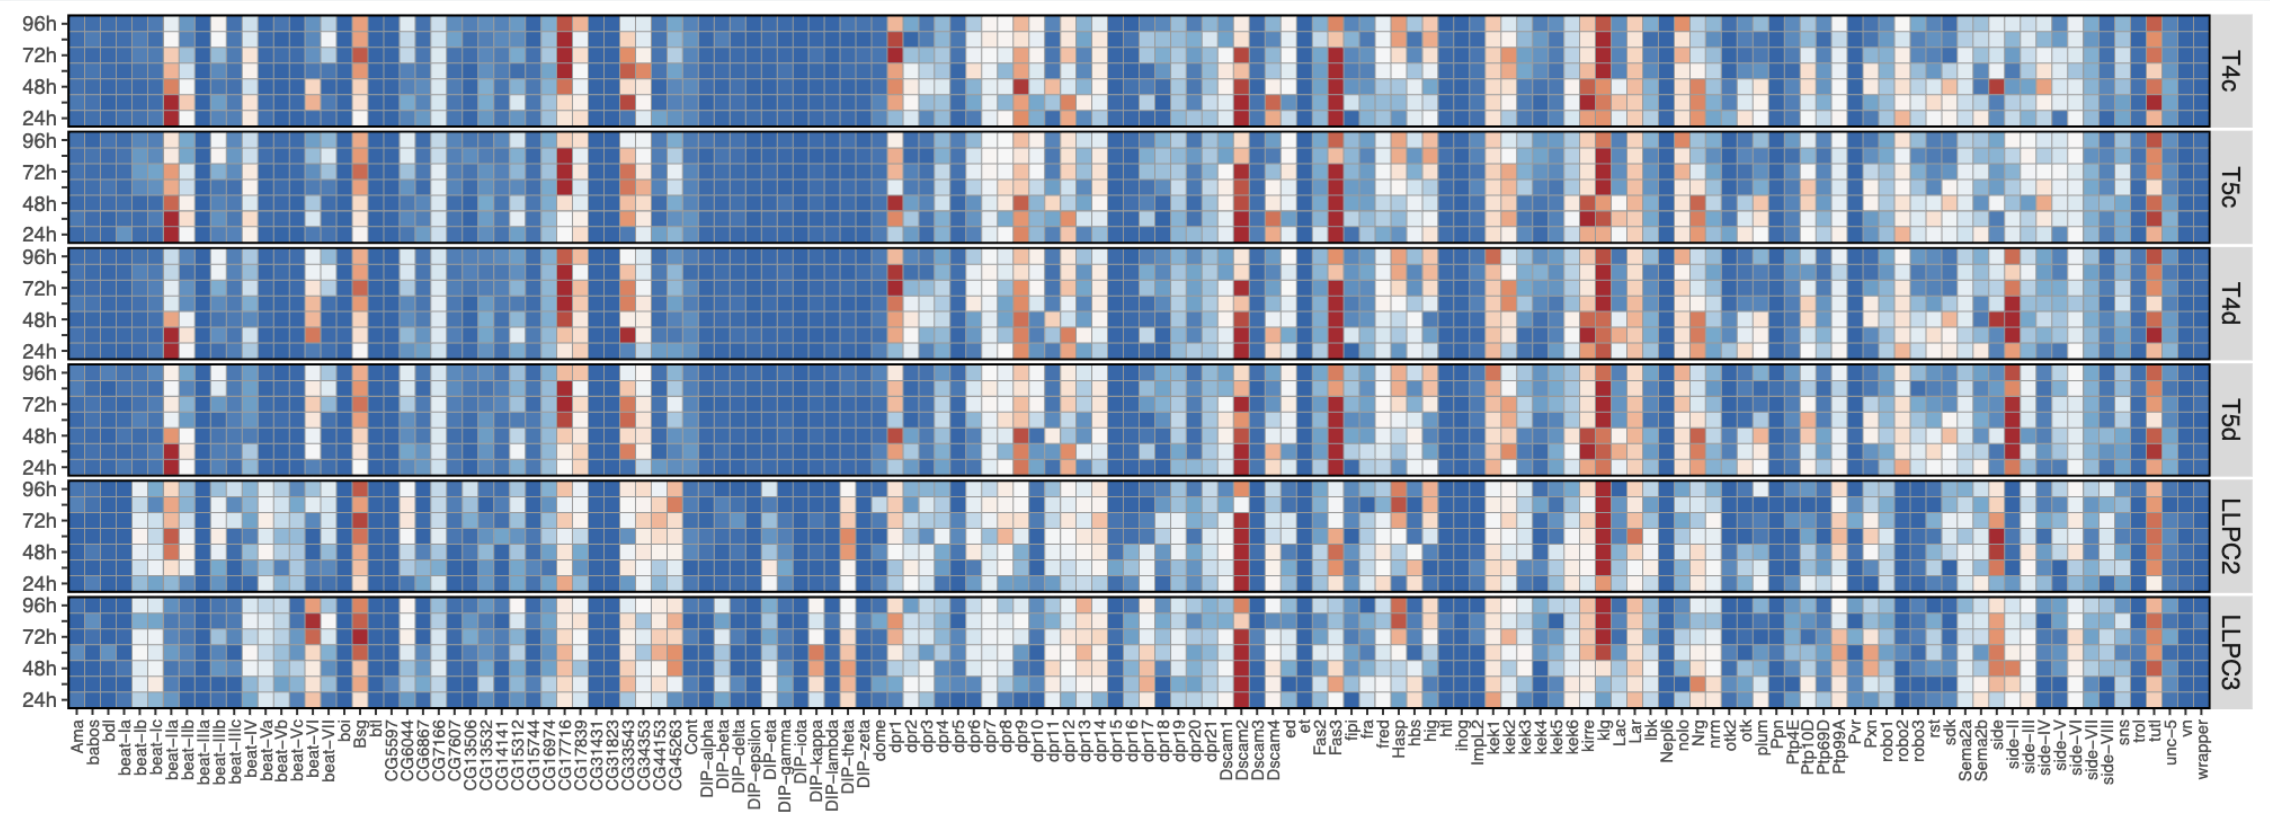 96h
72h
48h
24h
T4c
96h
72h
48h
24h
T5c
96h
72h
48h
24h
T4d
96h
72h
48h
24h
T5d
96h
72h
48h
24h
LLPC2
96h
72h
48h
24h
LLPC3
Ama
babos
bdl
beat−Ia
beat−Ib
beat−Ic
beat−IIa
beat−IIb
beat−IIIa
beat−IIIb
beat−IIIc
beat−IV
beat−Va
beat−Vb
beat−Vc
beat−VI
beat−VII
boi
Bsg
btl
CG5597
CG6044
CG6867
CG7166
CG7607
CG13506
CG13532
CG14141
CG15312
CG15744
CG16974
CG17716
CG17839
CG31431
CG31823
CG33543
CG34353
CG44153
CG45263
Cont
DIP−alpha
DIP−beta
DIP−delta
DIP−epsilon
DIP−eta
DIP−gamma
DIP−iota
DIP−kappa
DIP−lambda
DIP−theta
DIP−zeta
dome
dpr1
dpr2
dpr3
dpr4
dpr5
dpr6
dpr7
dpr8
dpr9
dpr10
dpr11
dpr12
dpr13
dpr14
dpr15
dpr16
dpr17
dpr18
dpr19
dpr20
dpr21
Dscam1
Dscam2
Dscam3
Dscam4
ed
et
Fas2
Fas3
fipi
fra
fred
Hasp
hbs
hig
htl
ihog
ImpL2
kek1
kek2
kek3
kek4
kek5
kek6
kirre
klg
Lac
Lar
lbk
Nepl6
nolo
Nrg
nrm
otk2
otk
plum
Ppn
Ptp4E
Ptp10D
Ptp69D
Ptp99A
Pvr
Pxn
robo1
robo2
robo3
rst
sdk
Sema2a
Sema2b
side
side−II
side−III
side−IV
side−V
side−VI
side−VII
side−VIII
sns
trol
tutl
unc−5
vn
wrapper